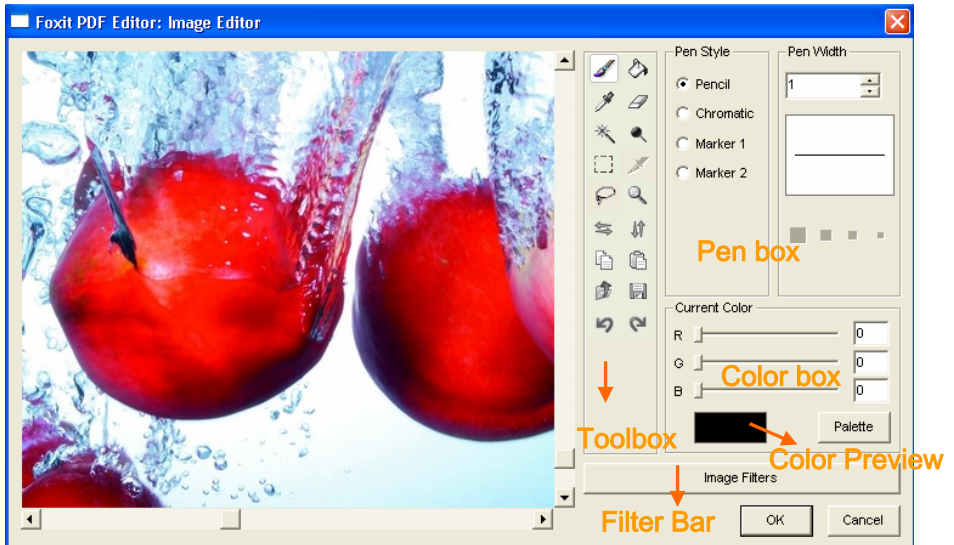 Foxit PDF Editor: Image Editor
Pen Style
Pen Width
Pencil
1
Chromatic
Marker 1
Marker 2
Pen box
Current Color
R
0
G
0
Color box
B
0
Palette
Toolbox
Color Preview
Image Filters
Filter Bar
OK
Cancel